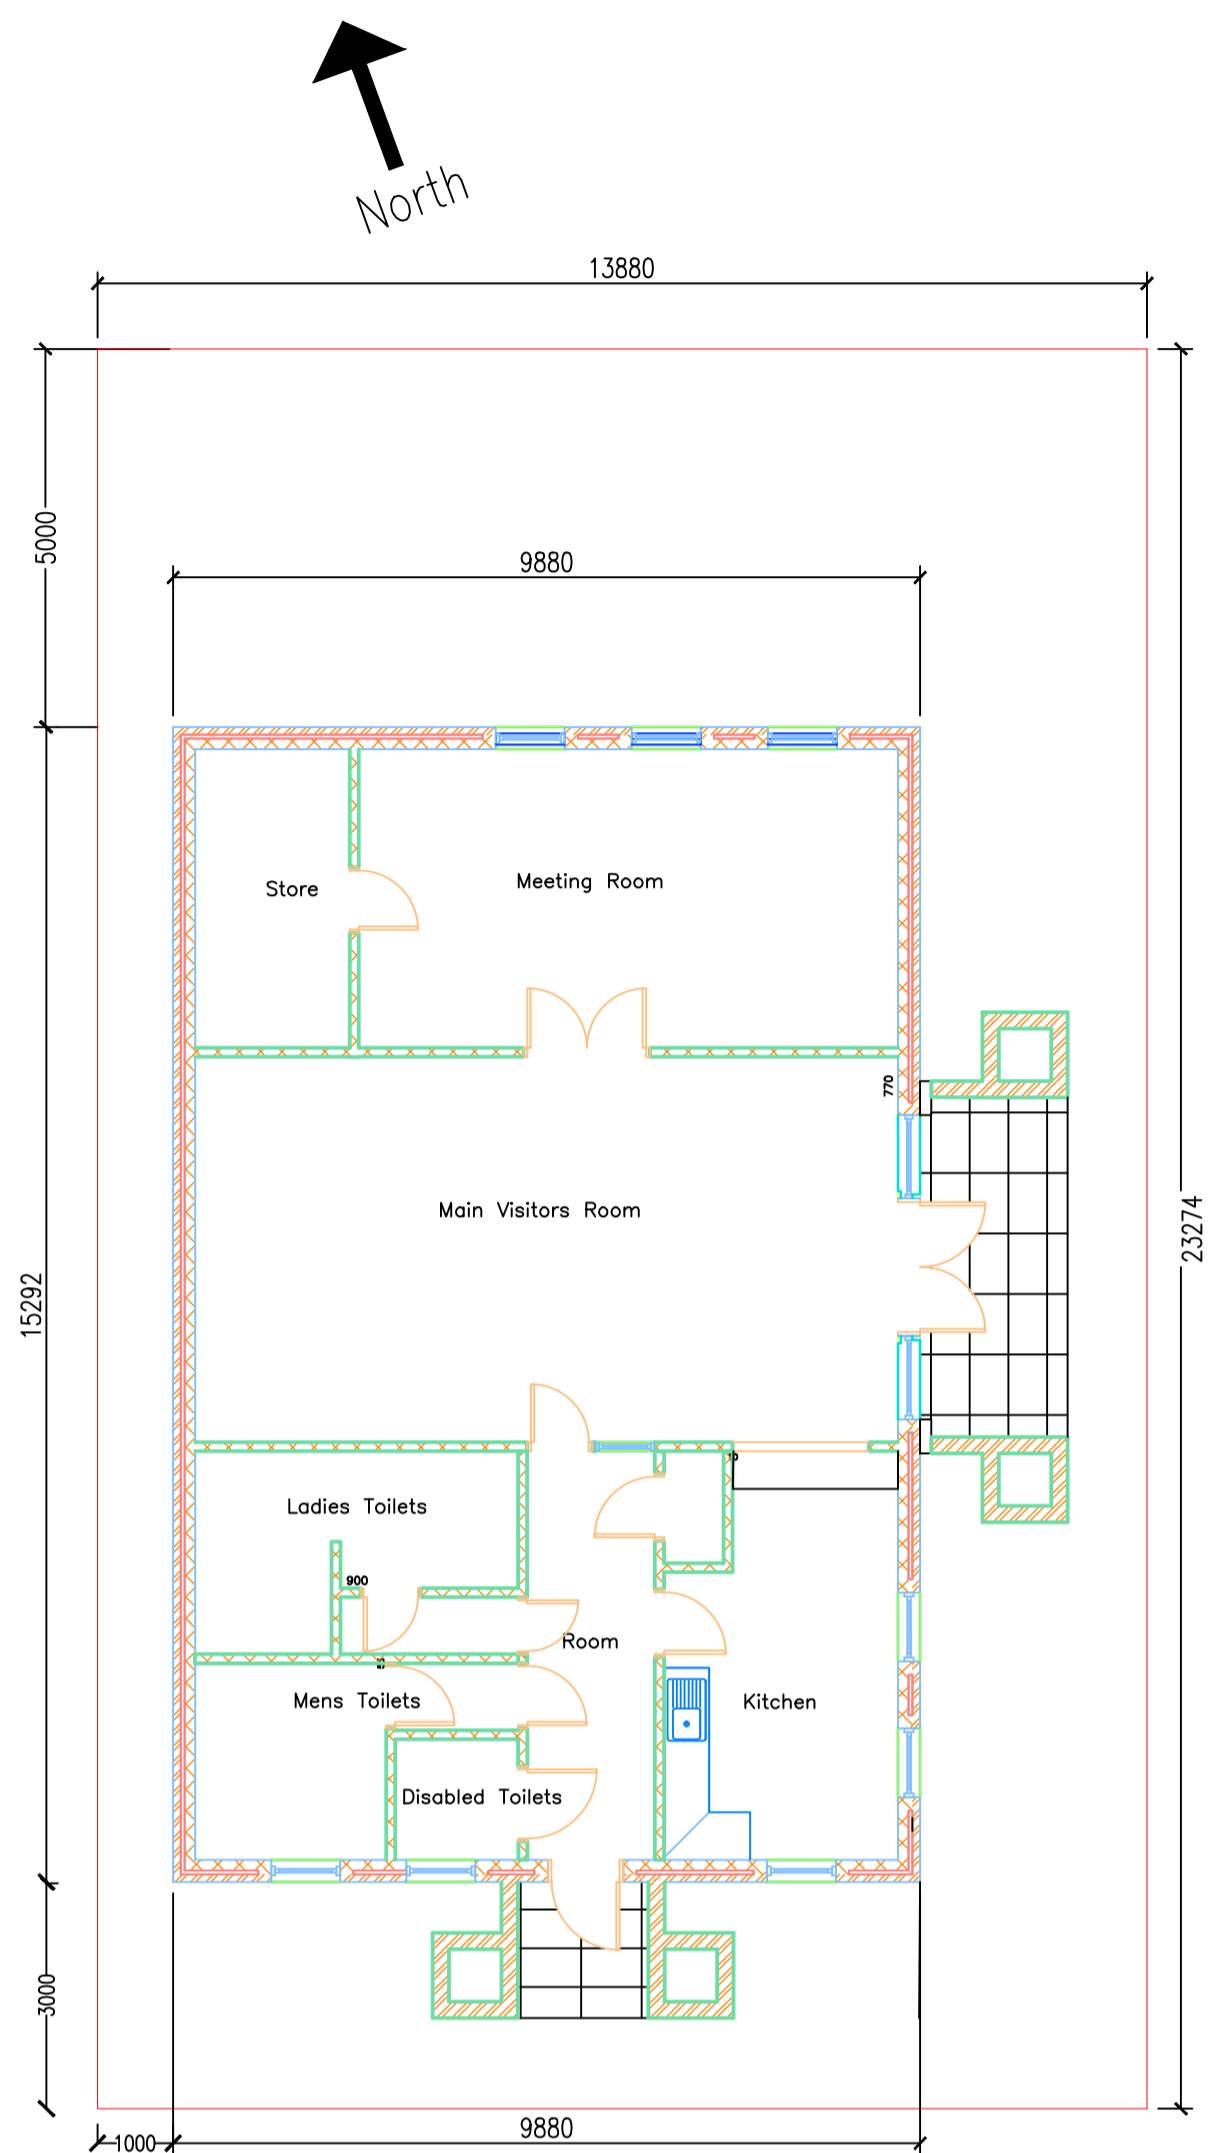 North
13880
5000
9880
Store
Meeting Room
770
Main Visitors Room
23274
15292
Ladies Toilets
900
Room
Mens Toilets
Kitchen
Disabled Toilets
3000
9880
1000